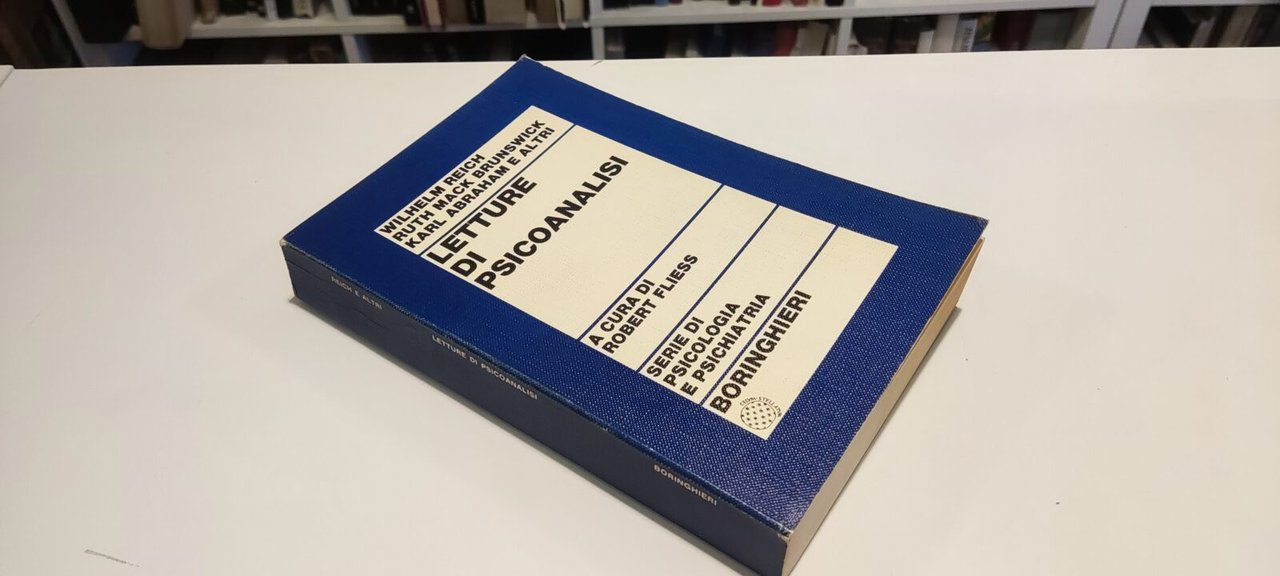 WILHELM REICH
RUTH MACK BRUNSWICK
KARL ABRAHAM E ALTRI
LETTURE
DI
PSICOANALISI
A CURA DI
ROBERT FLIESS
SERIE DI
PSICOLOGIA
E PSICHIATRIA
BORINGHIERI
REICH E ALTRI
LETTURE DI PSICOANALISI
BORINGHIERI